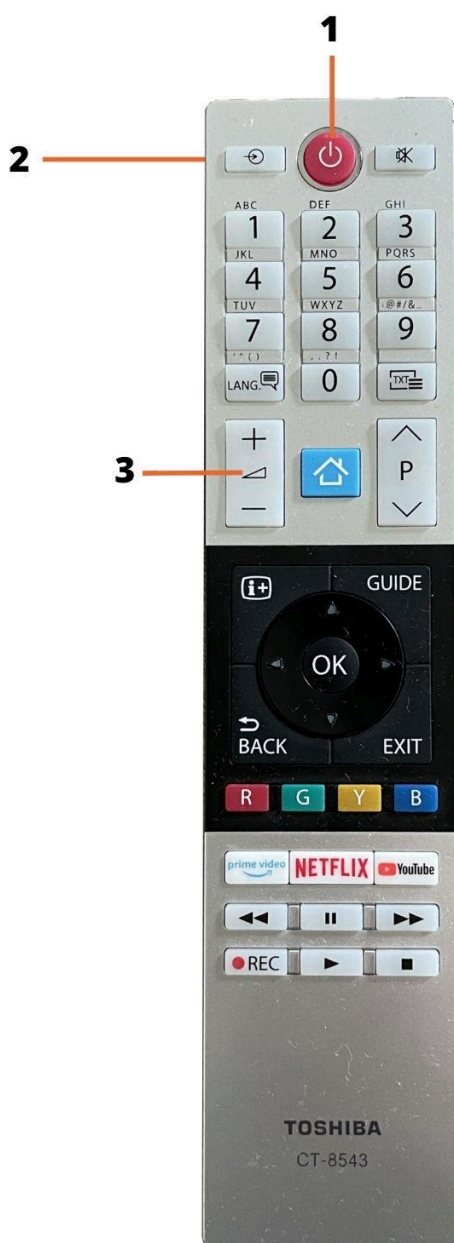 1
2
ABC DEF GHI
1 2 3
JKL MNO PQRS
4 5 6
TUV WXYZ .@#/&_
7 8 9
'"(-) ,.?!
LANG. 0 TXT
3
+
P
−
i+ GUIDE
OK
BACK EXIT
R G Y B
prime video NETFLIX YouTube
REC
TOSHIBA
CT-8543